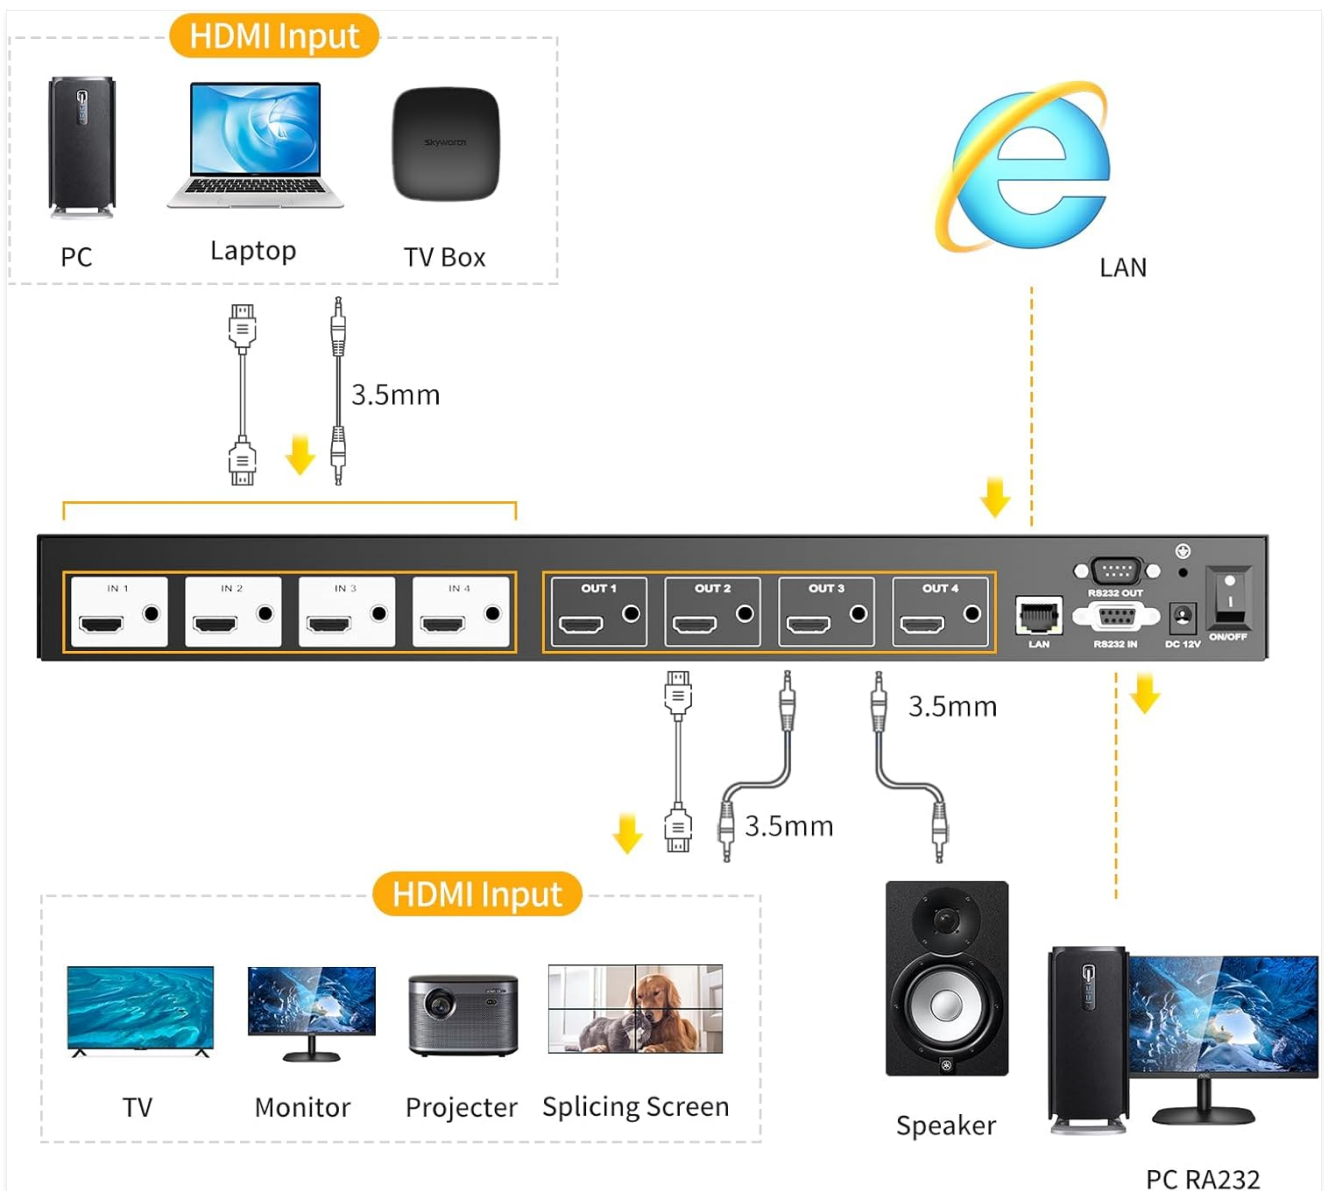 HDMI Input
Skyworth
PC
Laptop
TV Box
LAN
3.5mm
IN 1
IN 2
IN 3
IN 4
OUT 1
OUT 2
OUT 3
OUT 4
RS232 OUT
LAN
RS232 IN
DC 12V
ON/OFF
3.5mm
3.5mm
HDMI Input
TV
Monitor
Projecter
Splicing Screen
Speaker
PC RA232